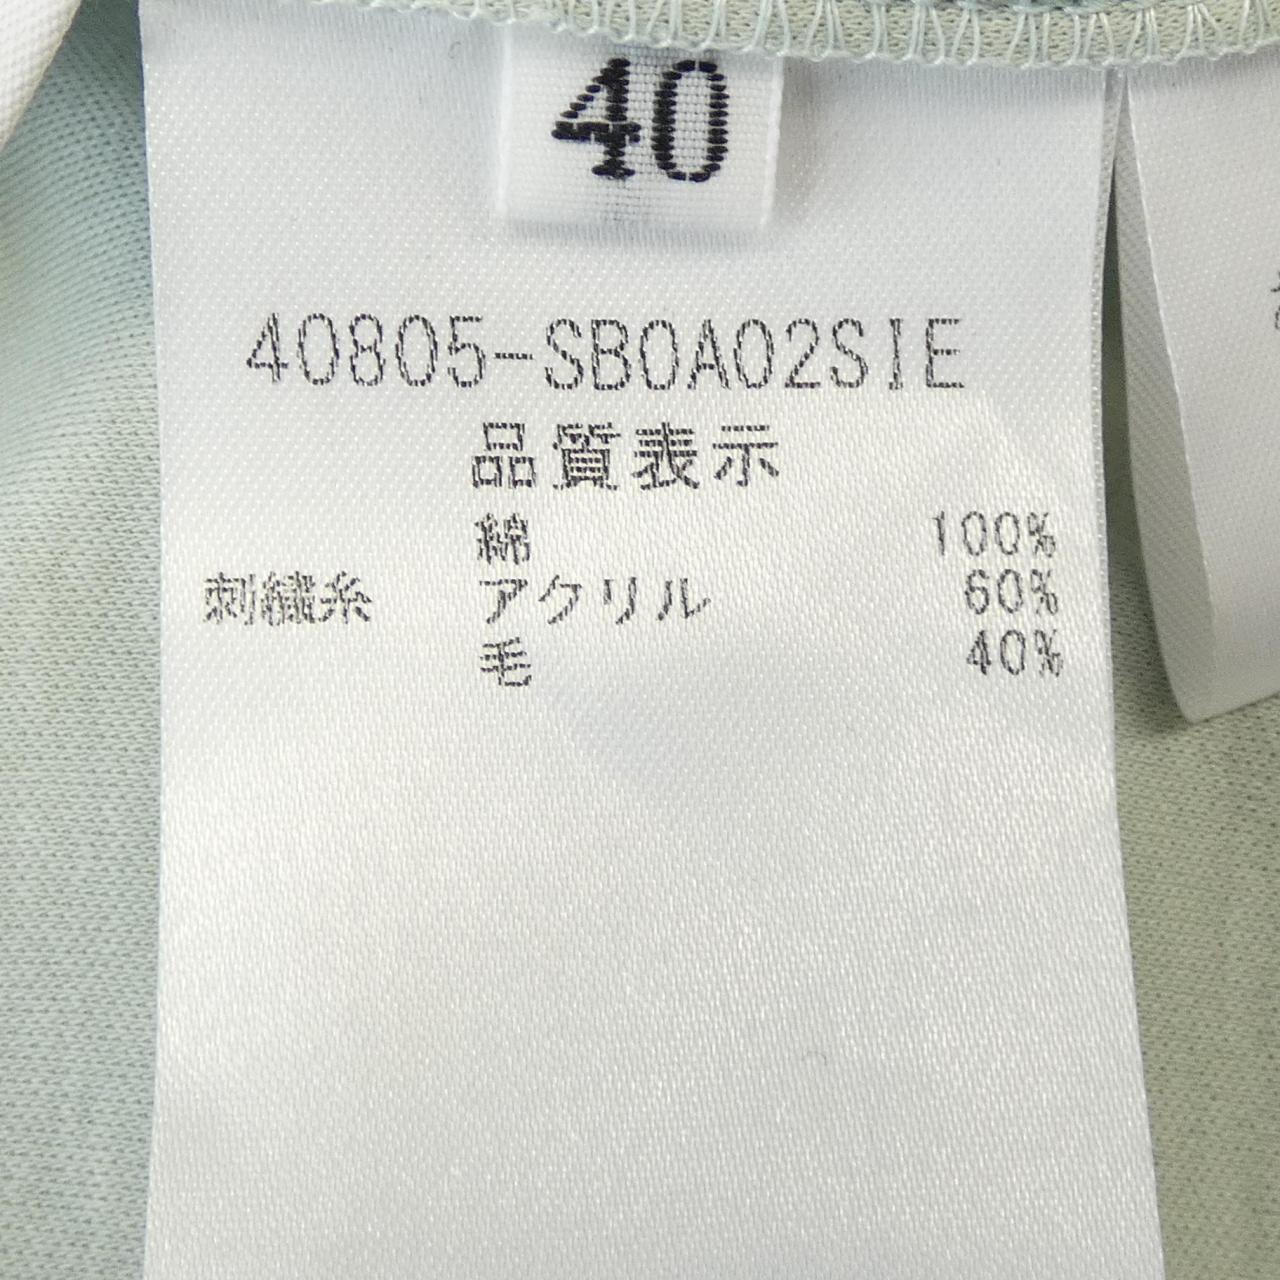 40
40805-SB0A02SIE
品質表示
綿 100%
刺繍糸 アクリル 60%
毛 40%